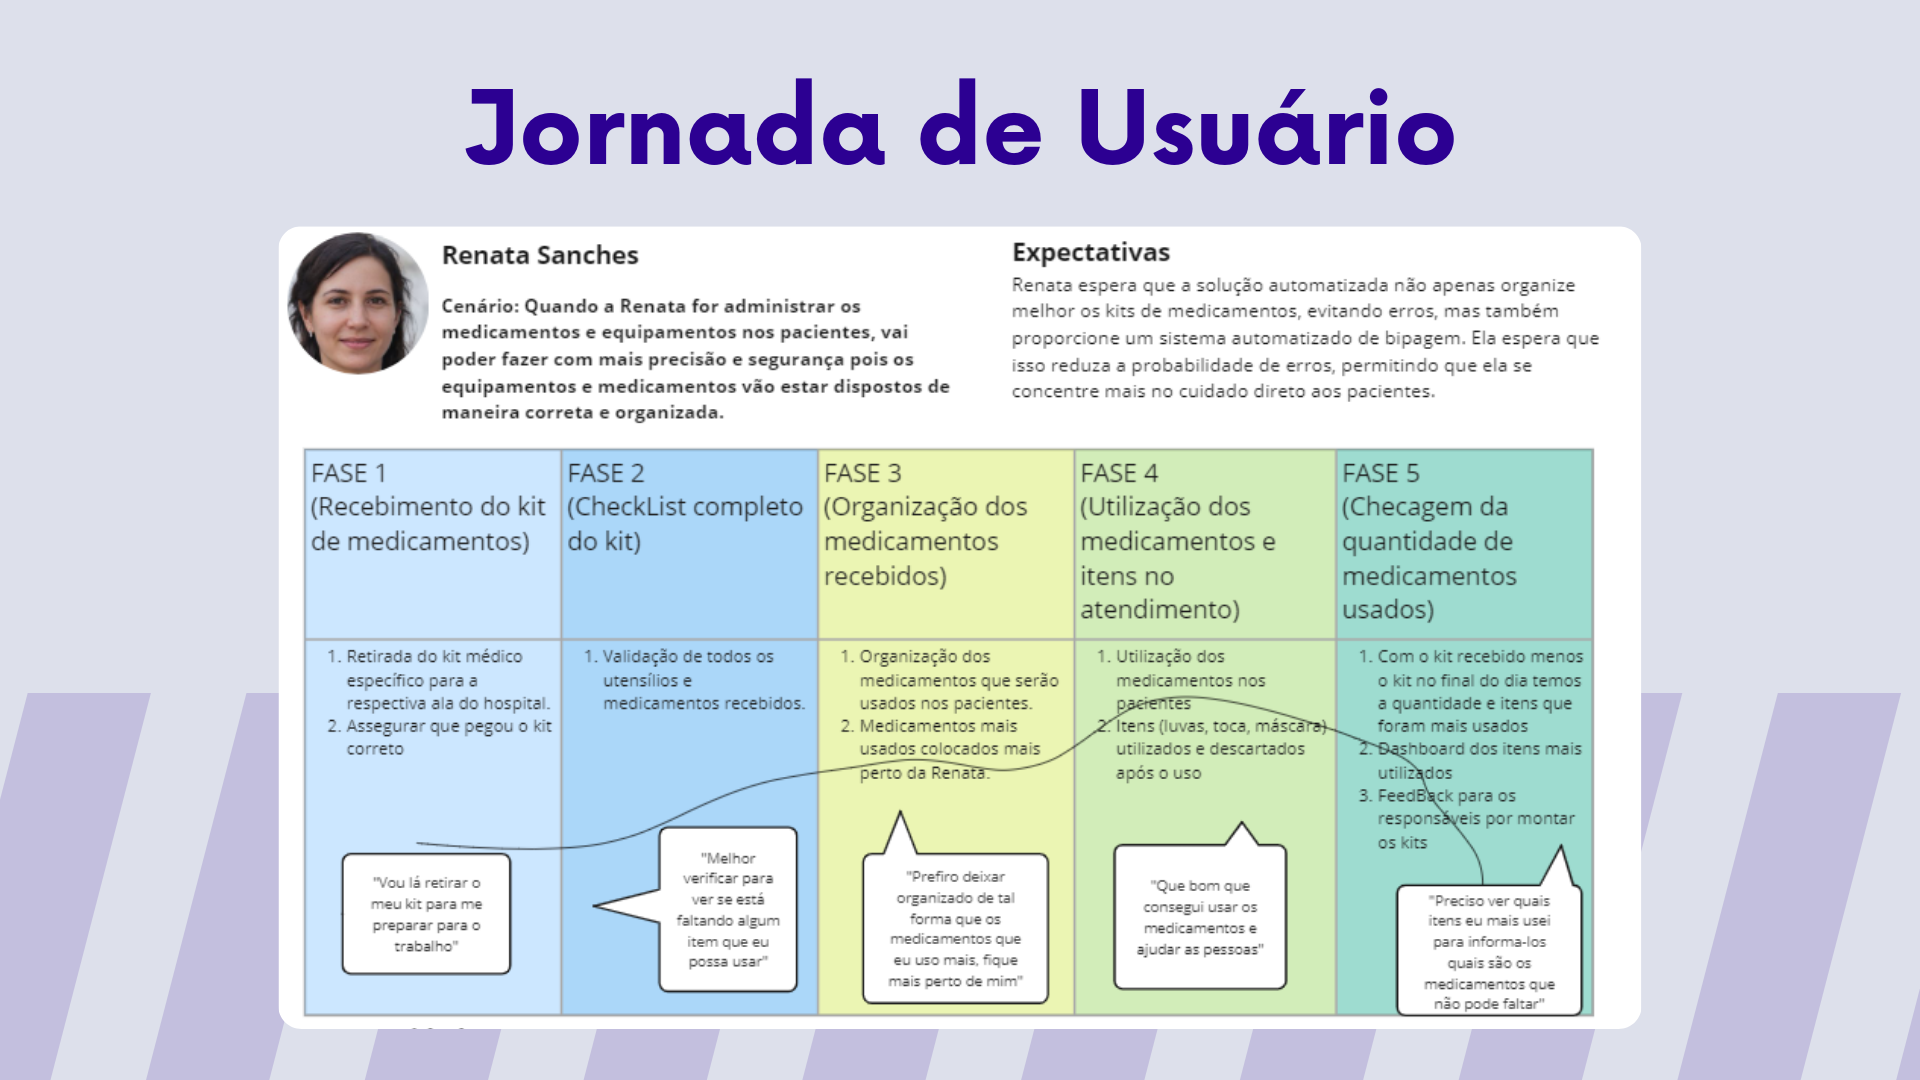 Jornada de Usuário
Renata Sanches
Cenário: Quando a Renata for administrar os
medicamentos e equipamentos nos pacientes, vai
poder fazer com mais precisão e segurança pois os
equipamentos e medicamentos vão estar dispostos de
maneira correta e organizada.
Expectativas
Renata espera que a solução automatizada não apenas organize
melhor os kits de medicamentos, evitando erros, mas também
proporcione um sistema automatizado de bipagem. Ela espera que
isso reduza a probabilidade de erros, permitindo que ela se
concentre mais no cuidado direto aos pacientes.
FASE 1
(Recebimento do kit
de medicamentos)
FASE 2
(CheckList completo
do kit)
FASE 3
(Organização dos
medicamentos
recebidos)
FASE 4
(Utilização dos
medicamentos e
itens no
atendimento)
FASE 5
(Checagem da
quantidade de
medicamentos
usados)
1. Retirada do kit médico
específico para a
respectiva ala do hospital.
2. Assegurar que pegou o kit
correto
1. Validação de todos os
utensílios e
medicamentos recebidos.
1. Organização dos
medicamentos que serão
usados nos pacientes.
2. Medicamentos mais
usados colocados mais
perto da Renata.
1. Utilização dos
medicamentos nos
pacientes
2. Itens (luvas, toca, máscara)
utilizados e descartados
após o uso
1. Com o kit recebido menos
o kit no final do dia temos
a quantidade e itens que
foram mais usados
2. Dashboard dos itens mais
utilizados
3. FeedBack para os
responsáveis por montar
os kits
"Vou lá retirar o
meu kit para me
preparar para o
trabalho"
"Melhor
verificar para
ver se está
faltando algum
item que eu
possa usar"
"Prefiro deixar
organizado de tal
forma que os
medicamentos que
eu uso mais, fique
mais perto de mim"
"Que bom que
consegui usar os
medicamentos e
ajudar as pessoas"
"Preciso ver quais
itens eu mais usei
para informa-los
quais são os
medicamentos que
não pode faltar"